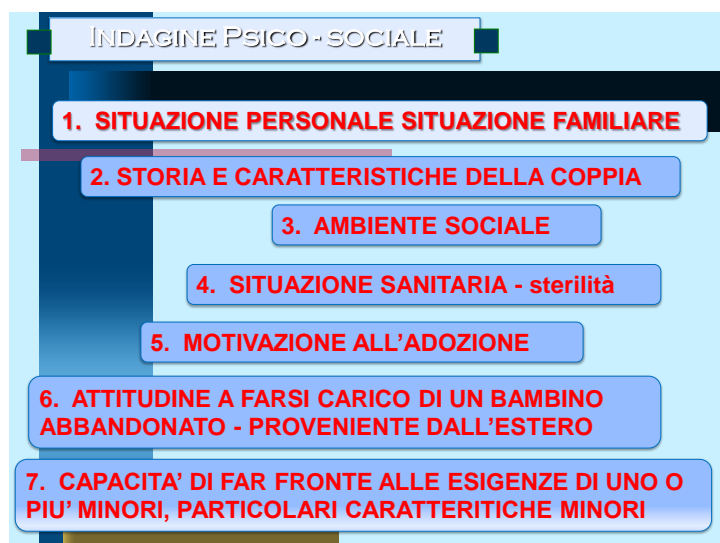 INDAGINE PSICO - SOCIALE
1. SITUAZIONE PERSONALE SITUAZIONE FAMILIARE
2. STORIA E CARATTERISTICHE DELLA COPPIA
3. AMBIENTE SOCIALE
4. SITUAZIONE SANITARIA - sterilità
5. MOTIVAZIONE ALL’ADOZIONE
6. ATTITUDINE A FARSI CARICO DI UN BAMBINO
ABBANDONATO - PROVENIENTE DALL’ESTERO
7. CAPACITA’ DI FAR FRONTE ALLE ESIGENZE DI UNO O
PIU’ MINORI, PARTICOLARI CARATTERITICHE MINORI